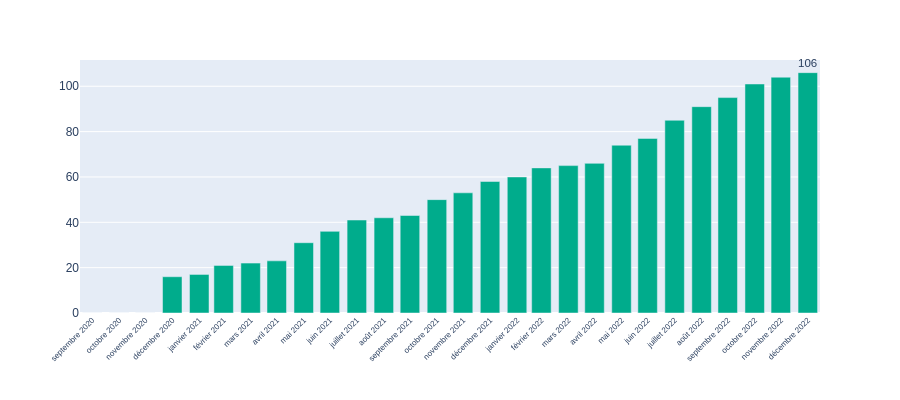 106
100
80
60
40
20
0
septembre 2020
octobre 2020
novembre 2020
décembre 2020
janvier 2021
février 2021
mars 2021
avril 2021
mai 2021
juin 2021
juillet 2021
août 2021
septembre 2021
octobre 2021
novembre 2021
décembre 2021
janvier 2022
février 2022
mars 2022
avril 2022
mai 2022
juin 2022
juillet 2022
août 2022
septembre 2022
octobre 2022
novembre 2022
décembre 2022